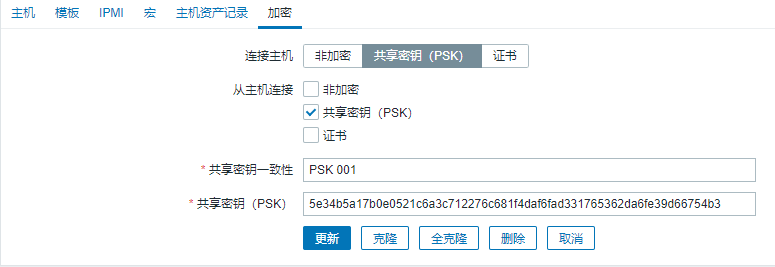 主机 模板 IPMI 宏 主机资产记录 加密
连接主机 非加密 共享密钥（PSK） 证书
从主机连接 非加密
共享密钥（PSK）
证书
* 共享密钥一致性 PSK 001
* 共享密钥（PSK） 5e34b5a17b0e0521c6a3c712276c681f4daf6fad331765362da6fe39d66754b3
更新 克隆 全克隆 删除 取消